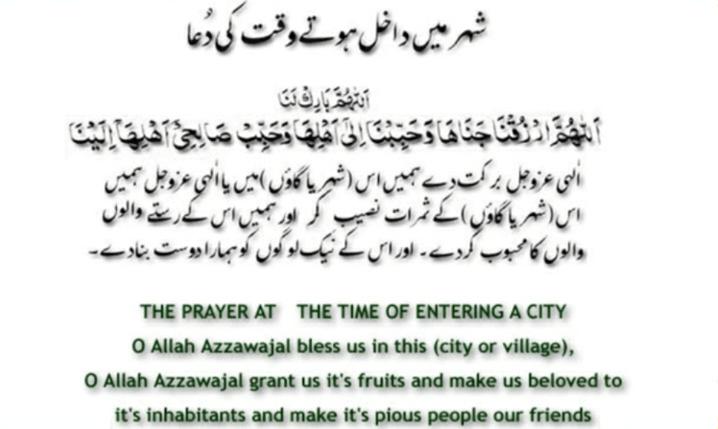 شہر میں داخل ہوتے وقت کی دُعا
اَللّٰهُمَّ بَارِكْ لَنَا
اَللّٰهُمَّ ارْزُقْنَا جَنَاهَا وَحَبِّبْنَا اِلٰى اَهْلِهَا وَحَبِّبْ صَالِحِىْ اَهْلِهَا اِلَيْنَا
الٰہی عزوجل برکت دے ہمیں اس (شہر یا گاؤں) میں یا الٰہی عزوجل ہمیں
اس (شہر یا گاؤں) کے ثمرات نصیب کر اور ہمیں اس کے رستے والوں
والوں کا محبوب کردے۔ اور اس کے نیک لوگوں کو ہمارا دوست بنادے۔
THE PRAYER AT THE TIME OF ENTERING A CITY
O Allah Azzawajal bless us in this (city or village),
O Allah Azzawajal grant us it's fruits and make us beloved to
it's inhabitants and make it's pious people our friends